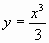 y = x³/3